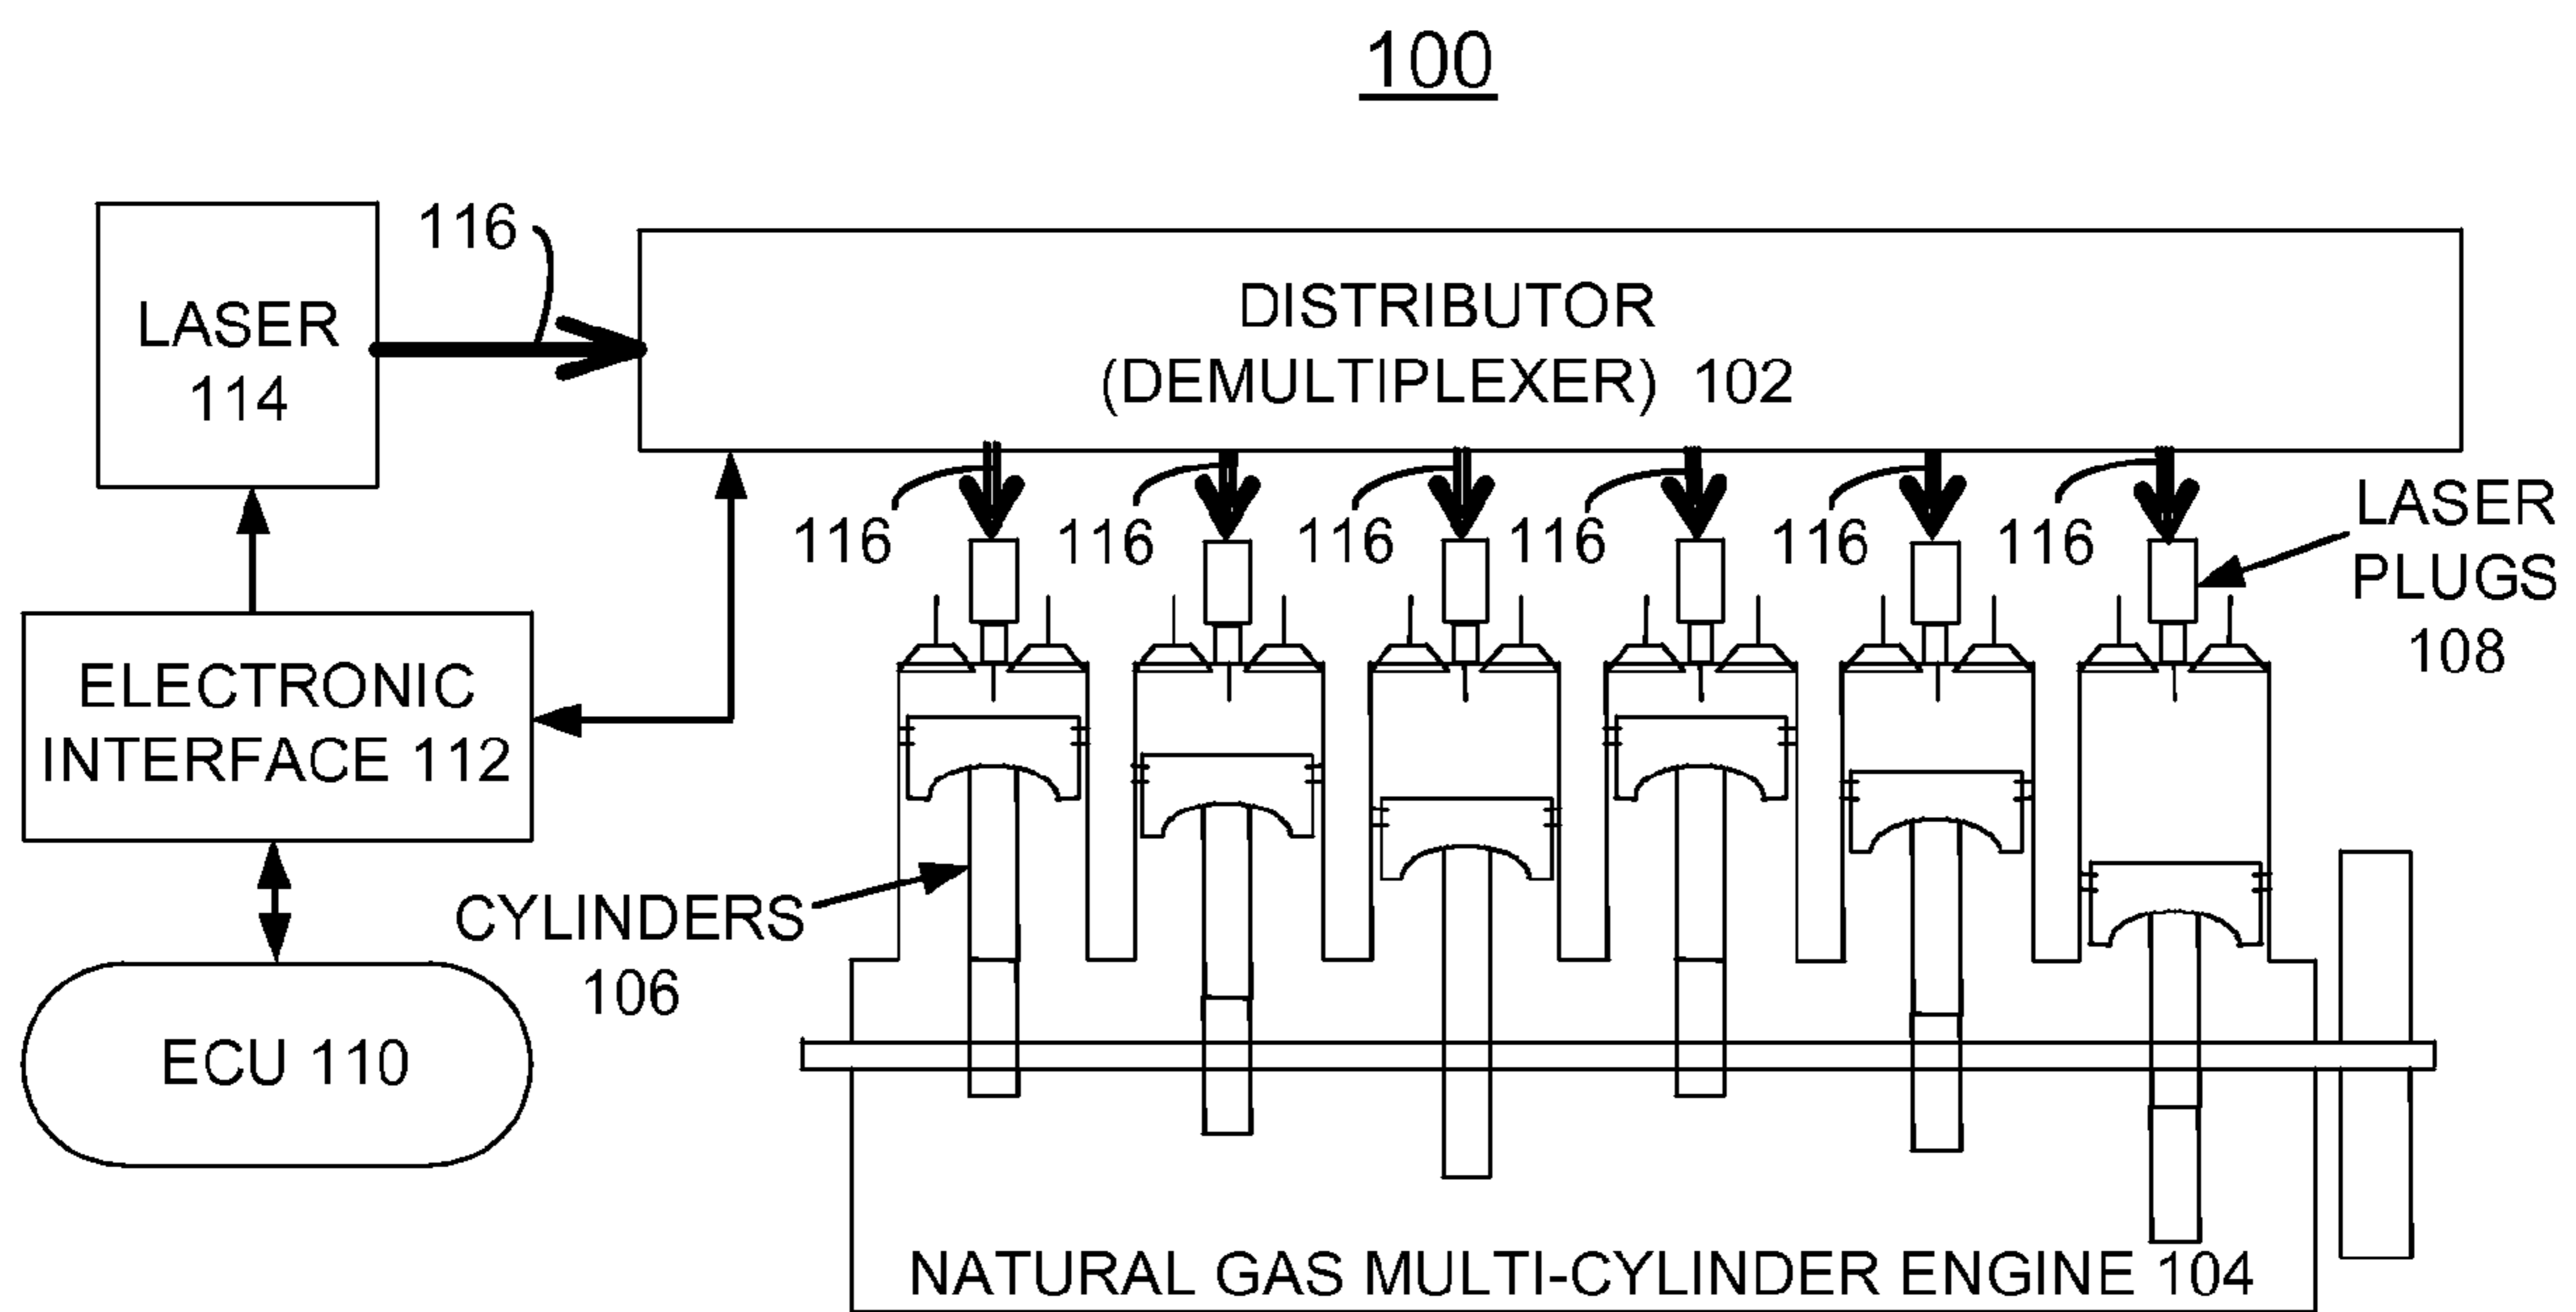 100
LASER
114
116
DISTRIBUTOR
(DEMULTIPLEXER) 102
116
116
116
116
116
116
LASER
PLUGS
108
ELECTRONIC
INTERFACE 112
CYLINDERS
106
ECU 110
NATURAL GAS MULTI-CYLINDER ENGINE 104